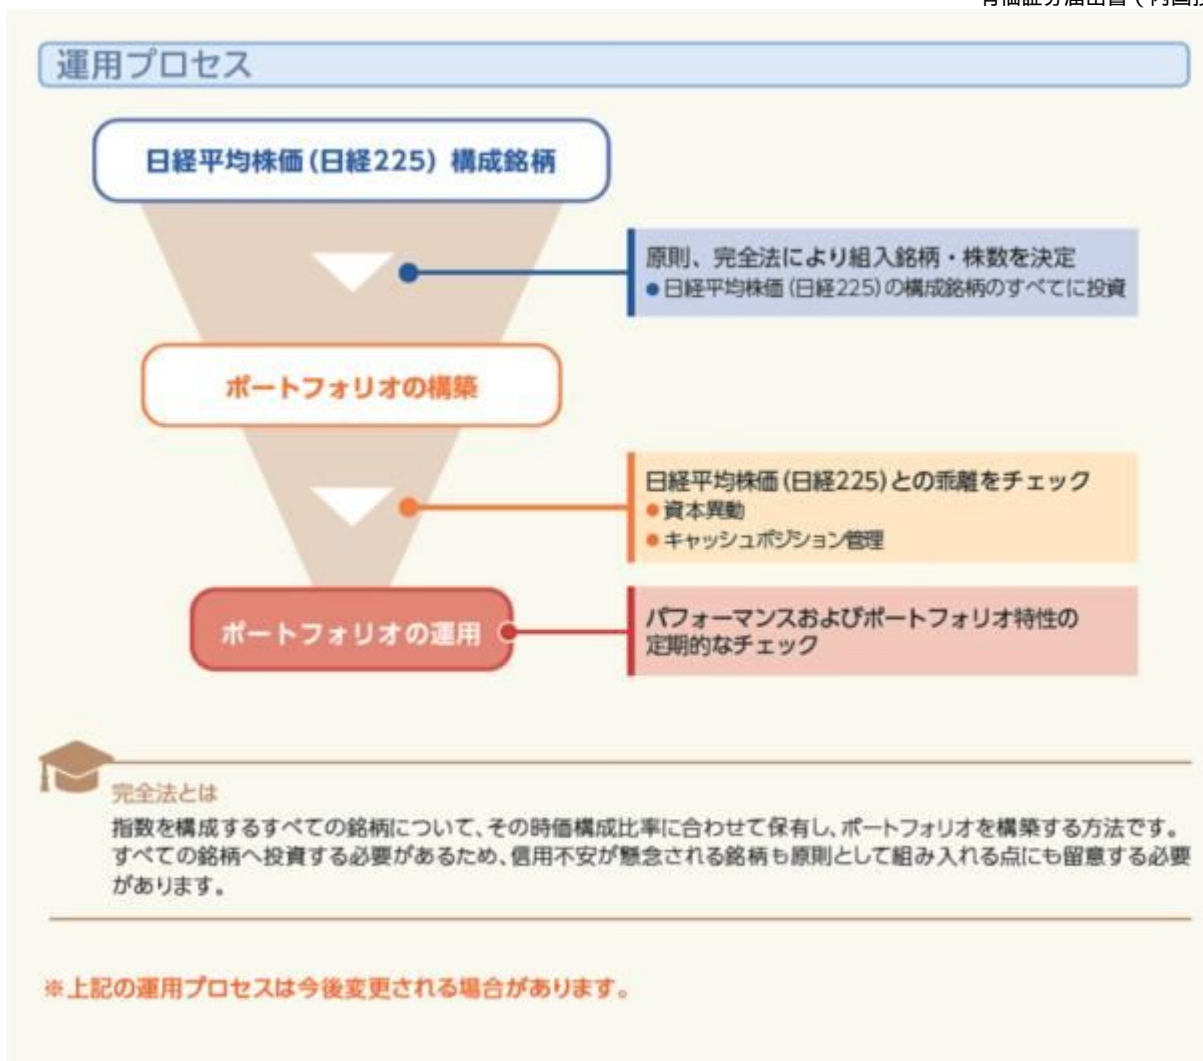 運用プロセス
日経平均株価(日経225) 構成銘柄
原則、完全法により組入銘柄・株数を決定
●日経平均株価(日経225)の構成銘柄のすべてに投資
ポートフォリオの構築
日経平均株価(日経225)との乖離をチェック
●資本異動
●キャッシュポジション管理
ポートフォリオの運用
パフォーマンスおよびポートフォリオ特性の
定期的なチェック
完全法とは
指数を構成するすべての銘柄について、その時価構成比率に合わせて保有し、ポートフォリオを構築する方法です。
すべての銘柄へ投資する必要があるため、信用不安が懸念される銘柄も原則として組み入れる点にも留意する必要
があります。
※上記の運用プロセスは今後変更される場合があります。